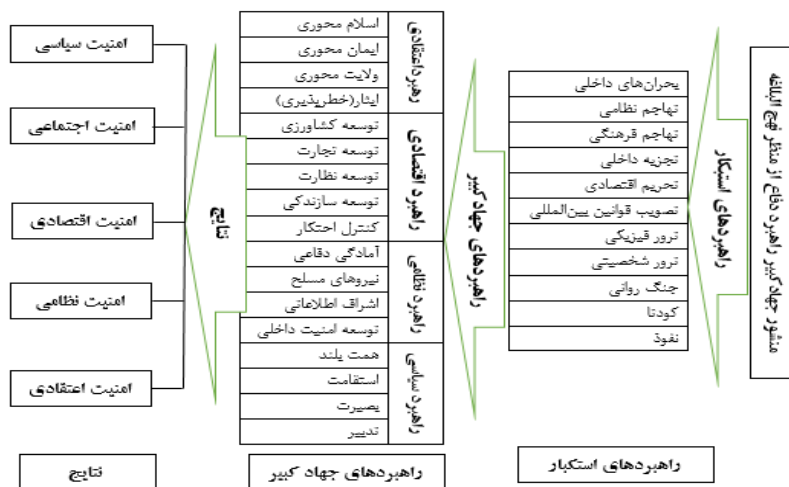 منشور جهاد کبیر راهبرد دفاع از منظر نهج البلاغه
راهبردهای استکبار
بحران‌های داخلی
تهاجم نظامی
تهاجم فرهنگی
تجزیه داخلی
تحریم اقتصادی
تصویب قوانین بین‌المللی
ترور فیزیکی
ترور شخصیتی
جنگ روانی
کودتا
نفوذ
راهبردهای جهاد کبیر
رهبرد اعتقادی
اسلام محوری
ایمان محوری
ولایت محوری
ایثار(خطرپذیری)
راهبرد اقتصادی
توسعه کشاورزی
توسعه تجارت
توسعه نظارت
توسعه سازندگی
کنترل احتکار
راهبرد نظامی
آمادگی دفاعی
نیروهای مسلح
اشراف اطلاعاتی
توسعه امنیت داخلی
راهبرد سیاسی
همت بلند
استقامت
بصیرت
تدبیر
نتایج
امنیت سیاسی
امنیت اجتماعی
امنیت اقتصادی
امنیت نظامی
امنیت اعتقادی
راهبردهای استکبار
راهبردهای جهاد کبیر
نتایج